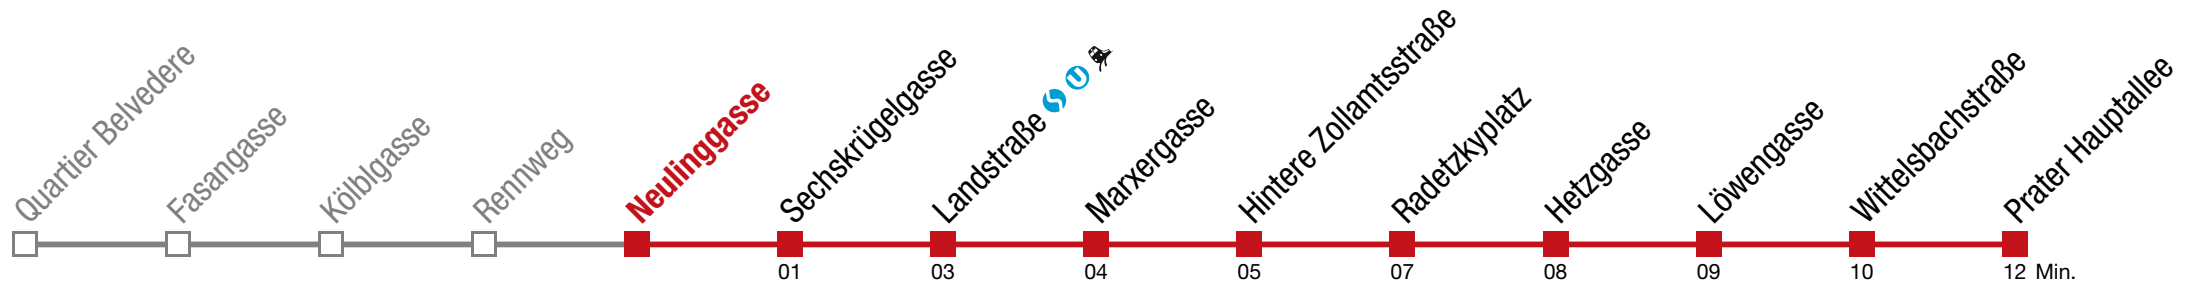 Quartier Belvedere
Fasangasse
Kölblgasse
Rennweg
Neulinggasse
Sechskrügelgasse
Landstraße S U
Marxergasse
Hintere Zollamtsstraße
Radetzkyplatz
Hetzgasse
Löwengasse
Wittelsbachstraße
Prater Hauptallee
01 03 04 05 07 08 09 10 12 Min.